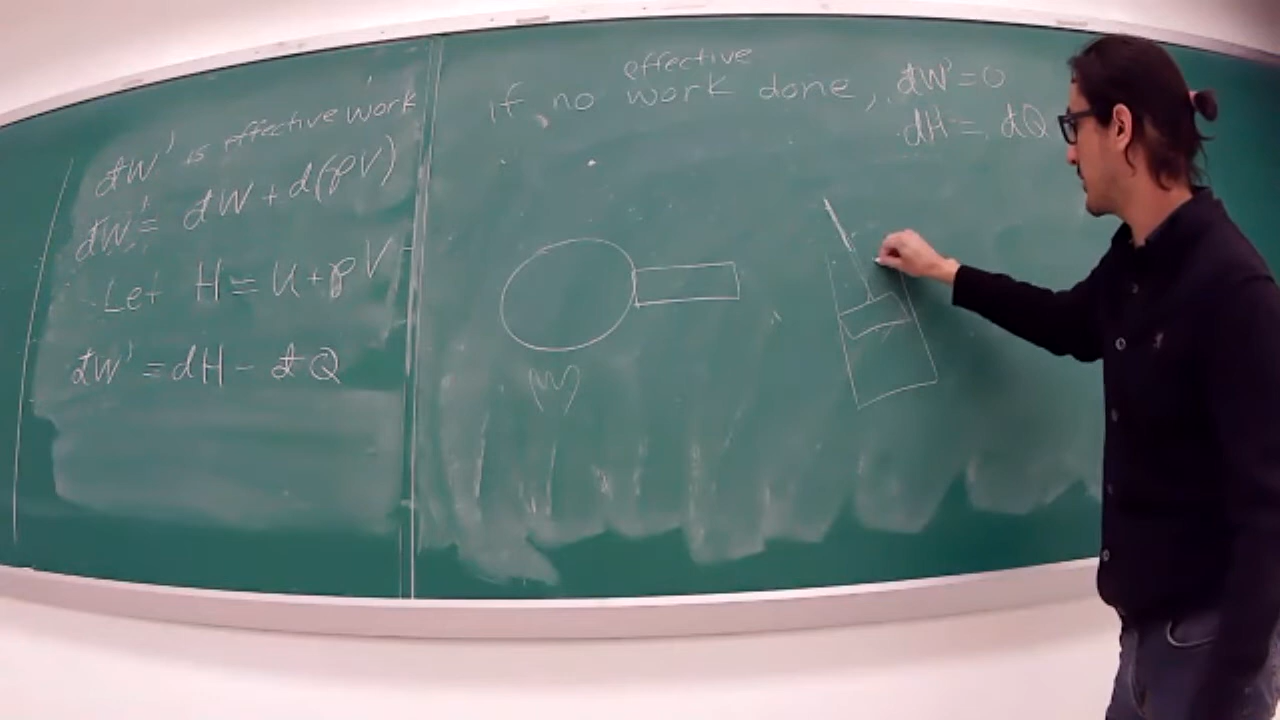 đW' is effective work
đW' = đW + d(pV)
Let H = U + pV
đW' = dH - đQ
effective
if no work done, đW' = 0
dH = đQ